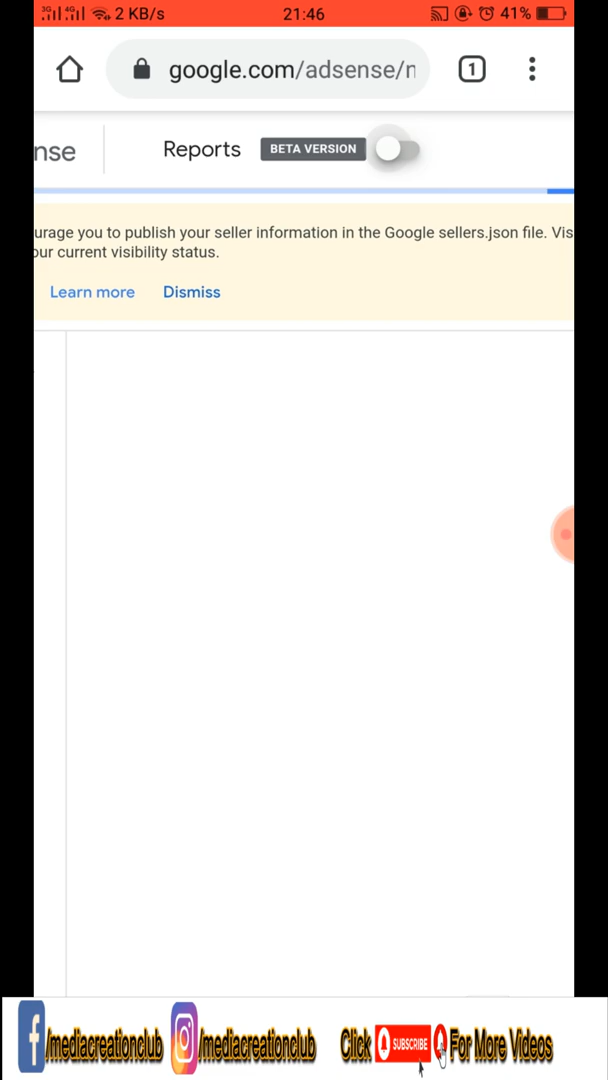 3G 4G 2 KB/s 21:46 41%
google.com/adsense/n 1
nse Reports BETA VERSION
urage you to publish your seller information in the Google sellers.json file. Vis
our current visibility status.
Learn more Dismiss
f/mediacreationclub /mediacreationclub Click SUBSCRIBE For More Videos